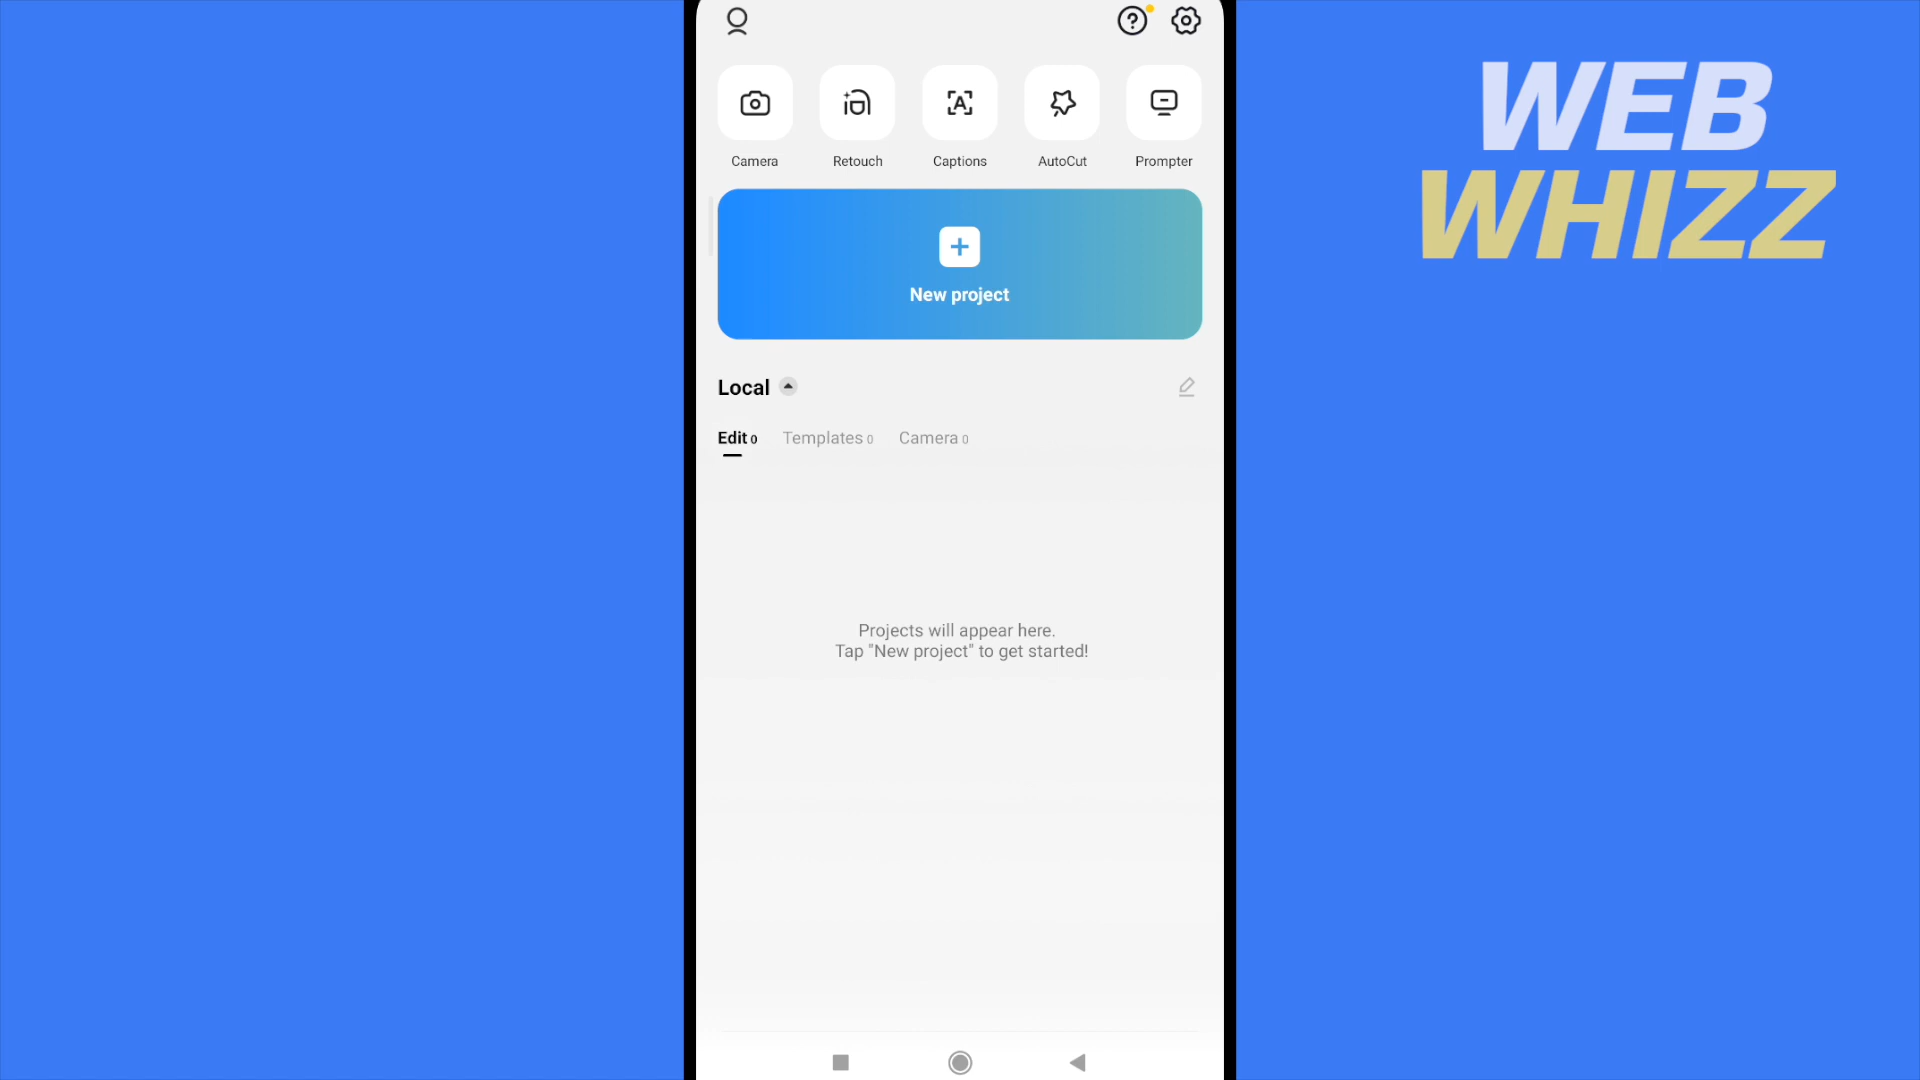 WEB
WHIZZ
Camera Retouch Captions AutoCut Prompter
New project
Local
Edit 0 Templates 0 Camera 0
Projects will appear here.
Tap "New project" to get started!